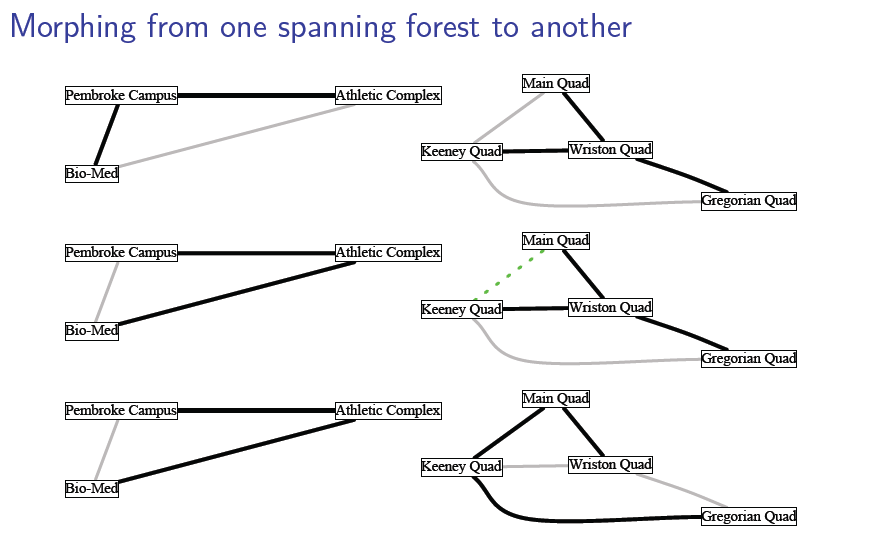 Morphing from one spanning forest to another
Main Quad
Pembroke Campus
Athletic Complex
Keeney Quad
Wriston Quad
Bio-Med
Gregorian Quad
Main Quad
Pembroke Campus
Athletic Complex
Keeney Quad
Wriston Quad
Bio-Med
Gregorian Quad
Main Quad
Pembroke Campus
Athletic Complex
Keeney Quad
Wriston Quad
Bio-Med
Gregorian Quad